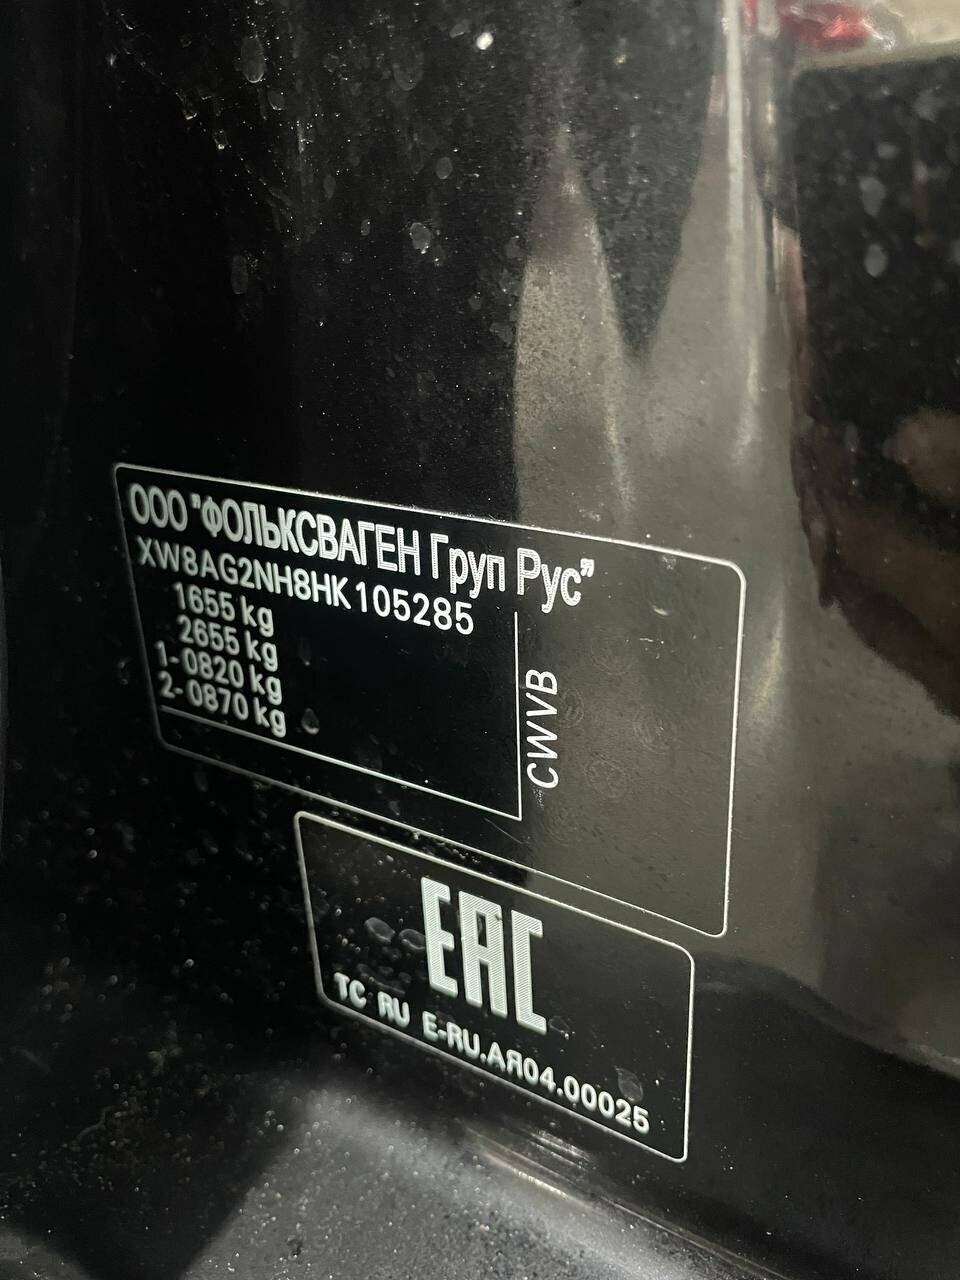 ООО "ФОЛЬКСВАГЕН Груп Рус"
XW8AG2NH8HK105285
1655 kg
2655 kg
1-0820 kg
2-0870 kg
CWVB
EAC
TC RU E-RU.АЯ04.00025